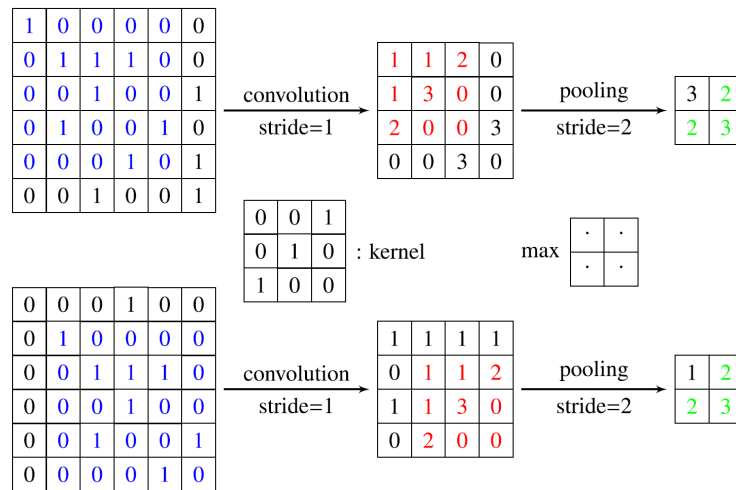 1 0 0 0 0 0
0 1 1 1 0 0
0 0 1 0 0 1
0 1 0 0 1 0
0 0 0 1 0 1
0 0 1 0 0 1
convolution
stride=1
1 1 2 0
1 3 0 0
2 0 0 3
0 0 3 0
pooling
stride=2
3 2
2 3
0 0 1
0 1 0
1 0 0
: kernel
max
· ·
· ·
0 0 0 1 0 0
0 1 0 0 0 0
0 0 1 1 1 0
0 0 0 1 0 0
0 0 1 0 0 1
0 0 0 0 1 0
convolution
stride=1
1 1 1 1
0 1 1 2
1 1 3 0
0 2 0 0
pooling
stride=2
1 2
2 3